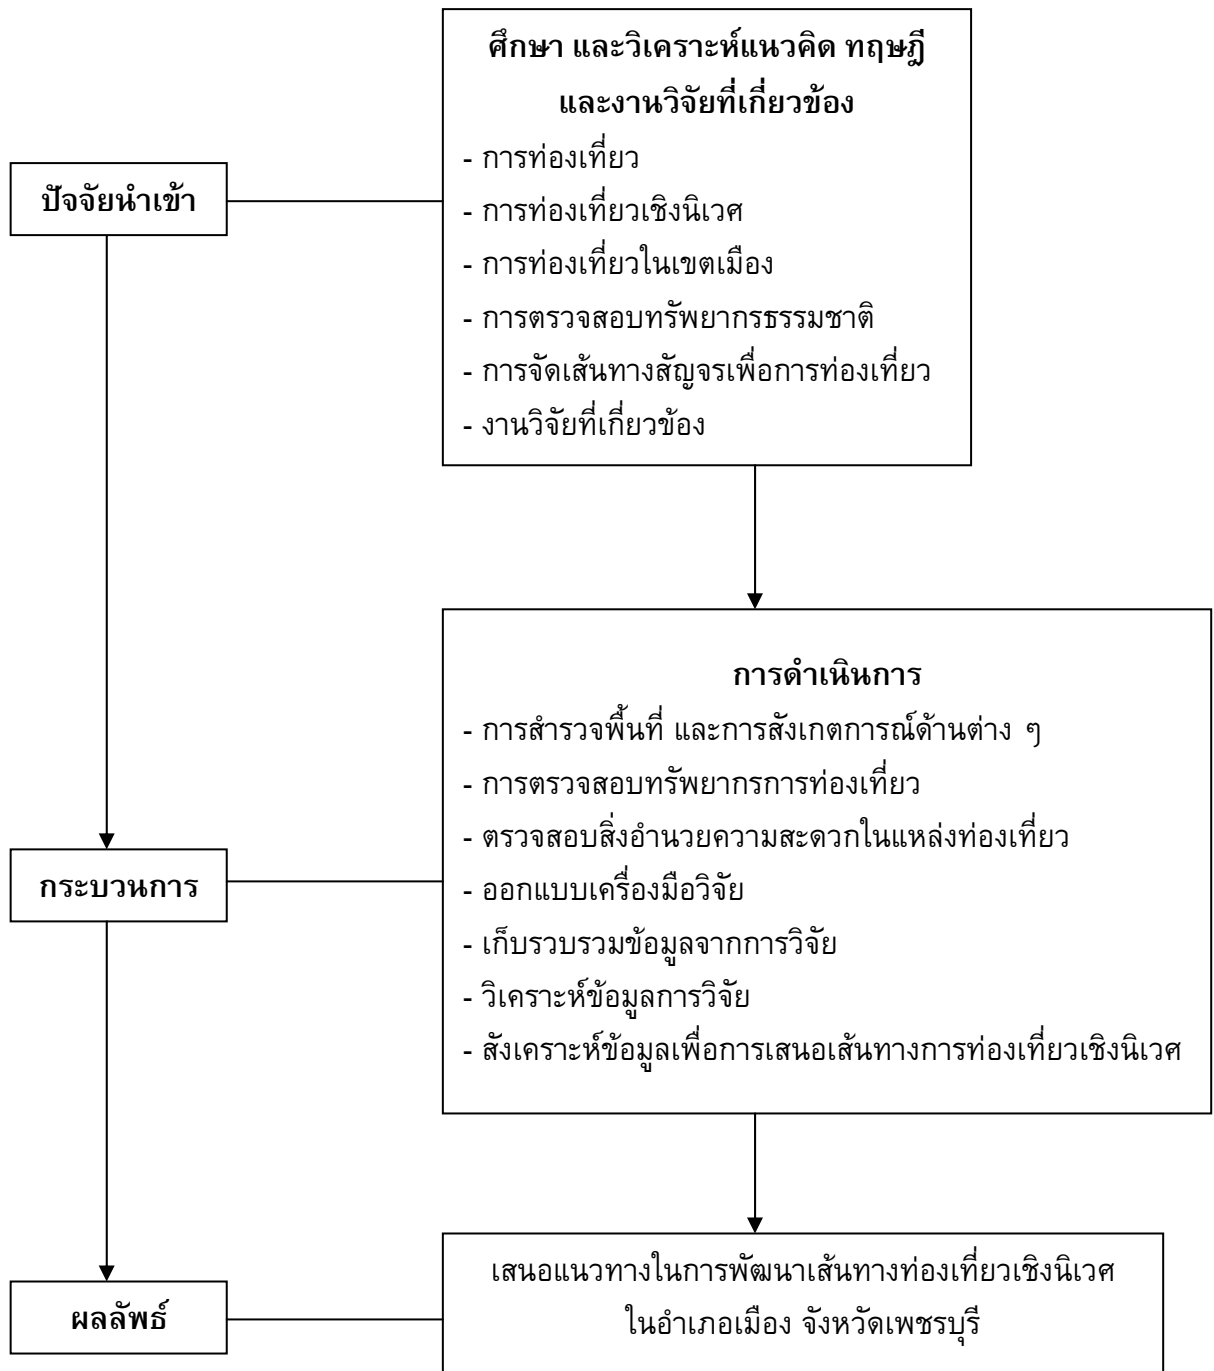 ศึกษา และวิเคราะห์แนวคิด ทฤษฎี
และงานวิจัยที่เกี่ยวข้อง
- การท่องเที่ยว
- การท่องเที่ยวเชิงนิเวศ
- การท่องเที่ยวในเขตเมือง
- การตรวจสอบทรัพยากรธรรมชาติ
- การจัดเส้นทางสัญจรเพื่อการท่องเที่ยว
- งานวิจัยที่เกี่ยวข้อง
ปัจจัยนำเข้า
การดำเนินการ
- การสำรวจพื้นที่ และการสังเกตการณ์ด้านต่าง ๆ
- การตรวจสอบทรัพยากรการท่องเที่ยว
- ตรวจสอบสิ่งอำนวยความสะดวกในแหล่งท่องเที่ยว
- ออกแบบเครื่องมือวิจัย
- เก็บรวบรวมข้อมูลจากการวิจัย
- วิเคราะห์ข้อมูลการวิจัย
- สังเคราะห์ข้อมูลเพื่อการเสนอเส้นทางการท่องเที่ยวเชิงนิเวศ
กระบวนการ
เสนอแนวทางในการพัฒนาเส้นทางท่องเที่ยวเชิงนิเวศ
ในอำเภอเมือง จังหวัดเพชรบุรี
ผลลัพธ์